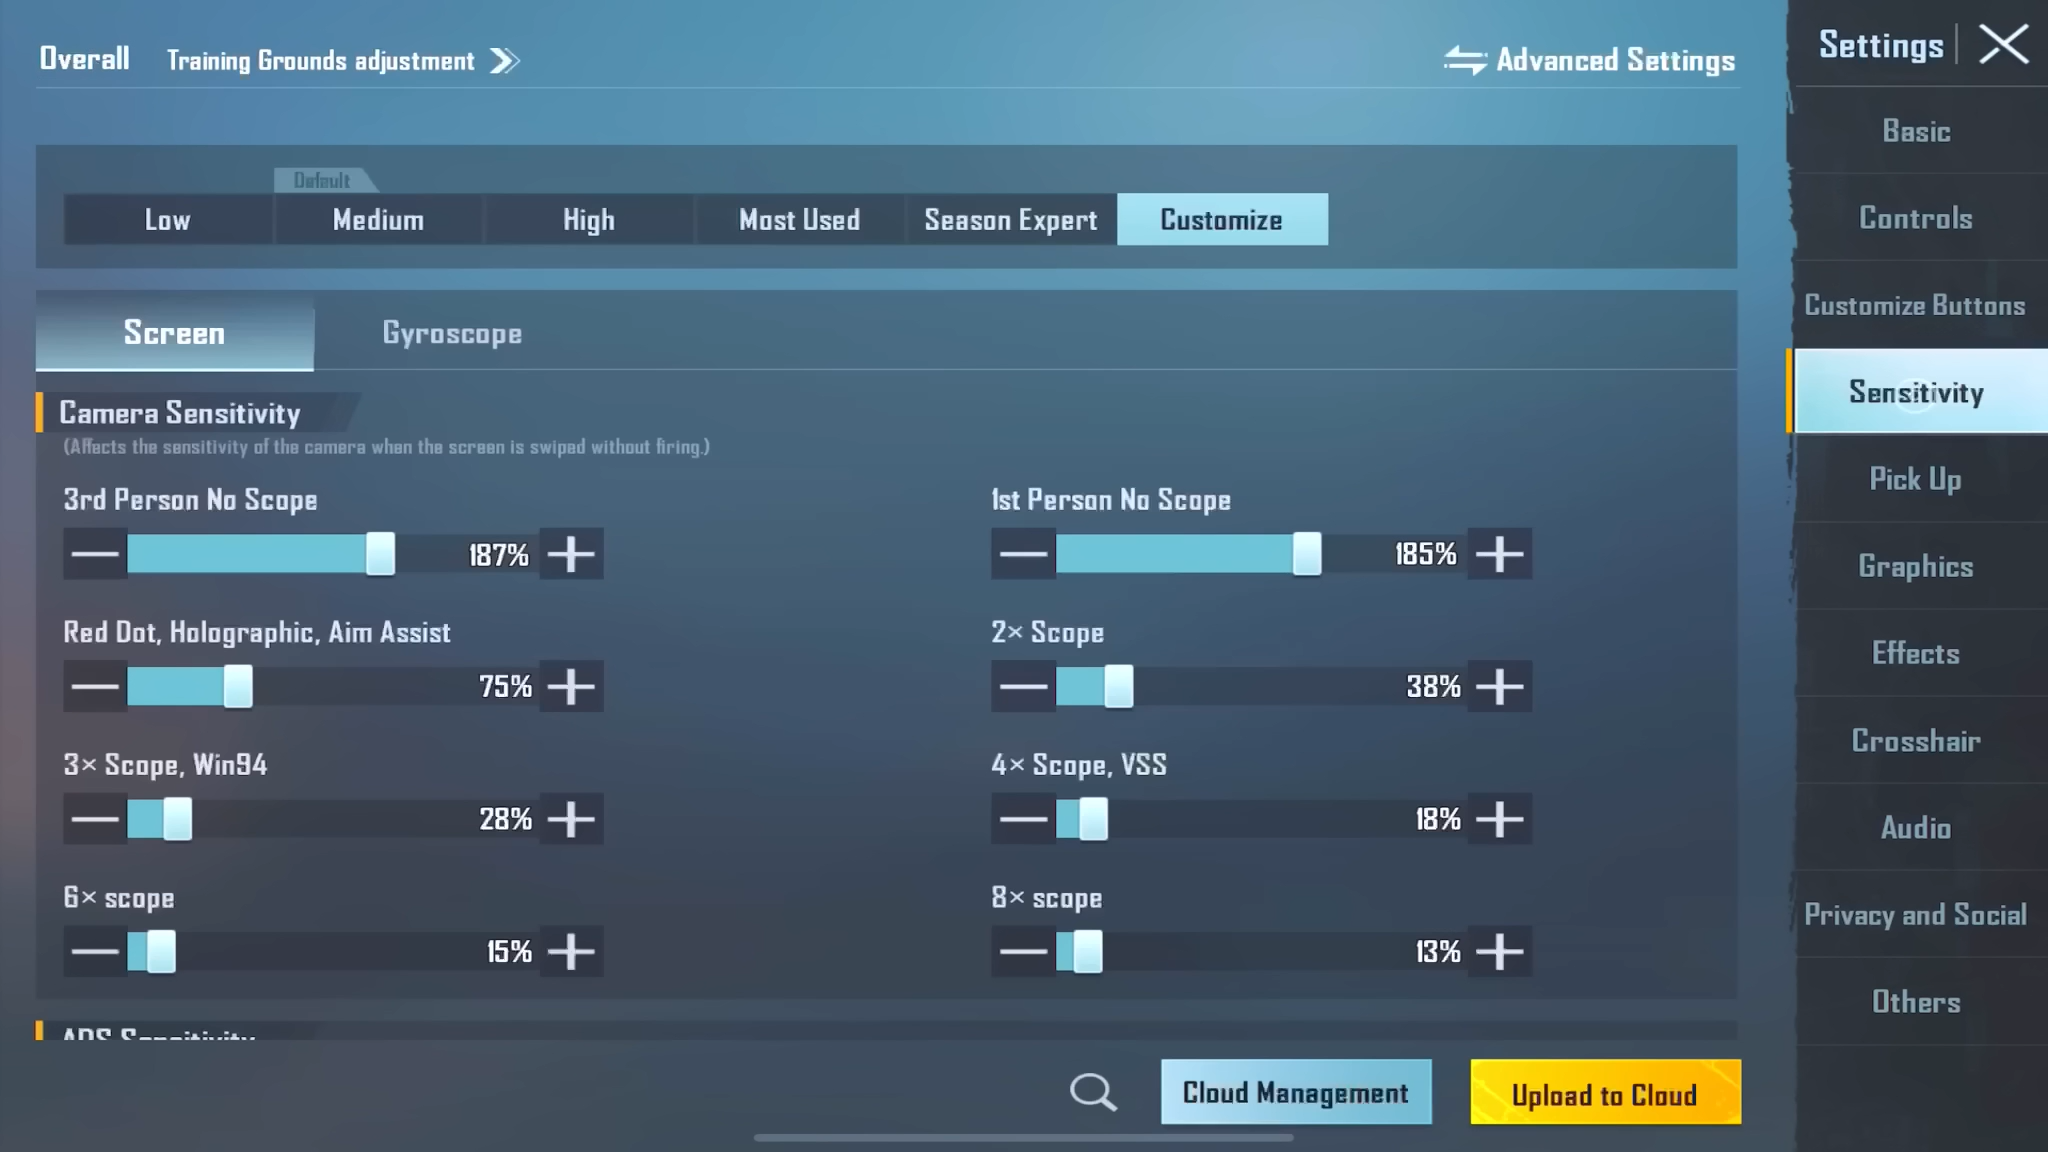 Overall
Training Grounds adjustment
Advanced Settings
Settings
Default
Low
Medium
High
Most Used
Season Expert
Customize
Screen
Gyroscope
Camera Sensitivity
(Affects the sensitivity of the camera when the screen is swiped without firing.)
3rd Person No Scope
187%
1st Person No Scope
185%
Red Dot, Holographic, Aim Assist
75%
2× Scope
38%
3× Scope, Win94
28%
4× Scope, VSS
18%
6× scope
15%
8× scope
13%
ADS Sensitivity
Cloud Management
Upload to Cloud
Basic
Controls
Customize Buttons
Sensitivity
Pick Up
Graphics
Effects
Crosshair
Audio
Privacy and Social
Others